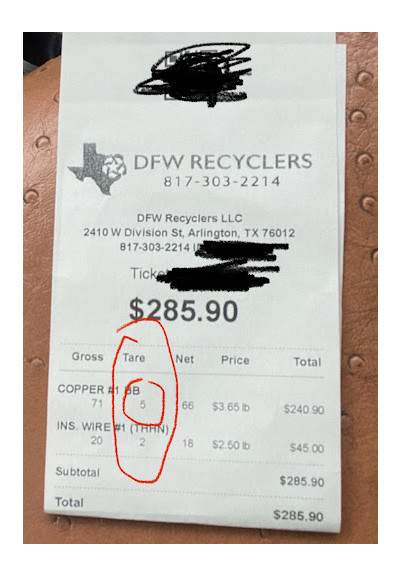 DFW RECYCLERS
817-303-2214
DFW Recyclers LLC
2410 W Division St, Arlington, TX 76012
817-303-2214
$285.90
Gross Tare Net Price Total
COPPER #1 BB
71 5 66 $3.65 lb $240.90
INS. WIRE #1 (THHN)
20 2 18 $2.50 lb $45.00
Subtotal
$285.90
Total
$285.90